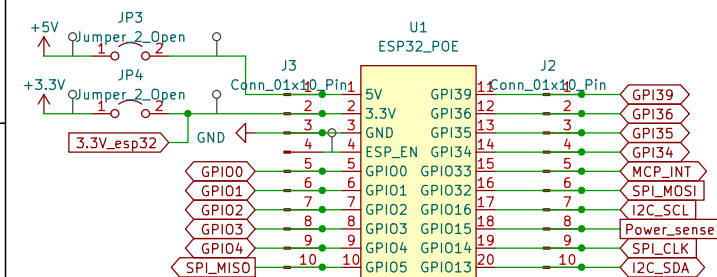 JP3
+5V Jumper_2_Open
1 2
U1
ESP32_POE
JP4
+3.3V Jumper_2_Open
1 2
J3
Conn_01x10_Pin
J2
Conn_01x10_Pin
1 1 5V GPI39 11 1 GPI39
2 2 3.3V GPI36 12 2 GPI36
3.3V_esp32
GND 3 3 GND GPI35 13 3 GPI35
4 4 ESP_EN GPI34 14 4 GPI34
GPIO0 5 5 GPIO0 GPIO33 15 5 MCP_INT
GPIO1 6 6 GPIO1 GPIO32 16 6 SPI_MOSI
GPIO2 7 7 GPIO2 GPIO16 17 7 I2C_SCL
GPIO3 8 8 GPIO3 GPIO15 18 8 Power_sense
GPIO4 9 9 GPIO4 GPIO14 19 9 SPI_CLK
SPI_MISO 10 10 GPIO5 GPIO13 20 10 I2C_SDA